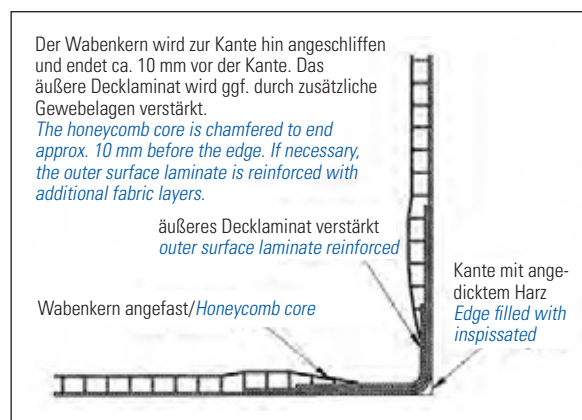 Der Wabenkern wird zur Kante hin angeschliffen
und endet ca. 10 mm vor der Kante. Das
äußere Decklaminat wird ggf. durch zusätzliche
Gewebelagen verstärkt.
The honeycomb core is chamfered to end
approx. 10 mm before the edge. If necessary,
the outer surface laminate is reinforced with
additional fabric layers.
äußeres Decklaminat verstärkt
outer surface laminate reinforced
Kante mit ange-
dicktem Harz
Edge filled with
inspissated
Wabenkern angefast/Honeycomb core